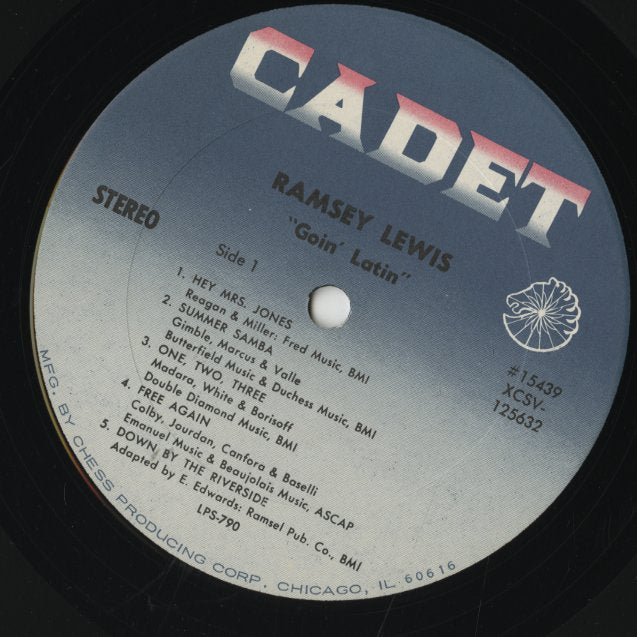 CADET
RAMSEY LEWIS
"Goin' Latin"
STEREO
Side 1
1. HEY MRS. JONES
Reagan & Miller: Fred Music, BMI
2. SUMMER SAMBA
Gimble, Marcus & Valle
Butterfield Music & Duchess Music, BMI
3. ONE, TWO, THREE
Madara, White & Borisoff
Double Diamond Music, BMI
4. FREE AGAIN
Colby, Jourdan, Canfora & Baselli
Emanuel Music & Beaujolais Music, ASCAP
5. DOWN BY THE RIVERSIDE
Adapted by E. Edwards: Ramsel Pub. Co., BMI
LPS-790
#15439
XCSV-
125632
MFG. BY CHESS PRODUCING CORP. CHICAGO, IL 60616